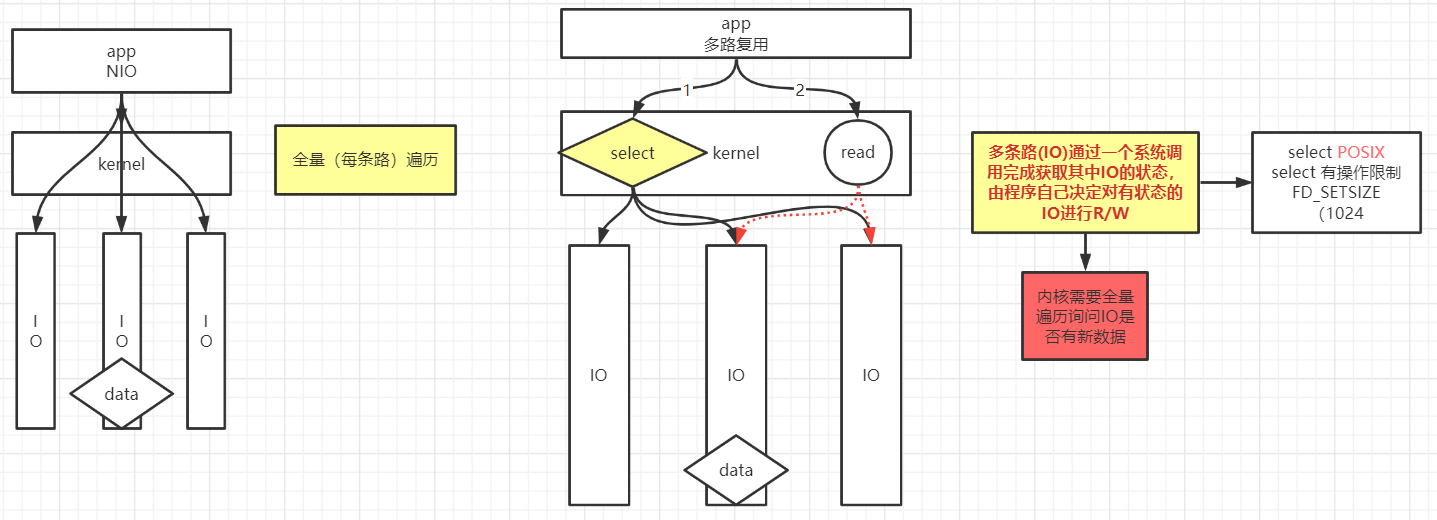 app
NIO
kernel
I
O
I
O
I
O
data
全量（每条路）遍历
app
多路复用
1
2
select
kernel
read
IO
IO
IO
data
多条路(IO)通过一个系统调
用完成获取其中IO的状态，
由程序自己决定对有状态的
IO进行R/W
select POSIX
select 有操作限制
FD_SETSIZE
（1024
内核需要全量
遍历询问IO是
否有新数据